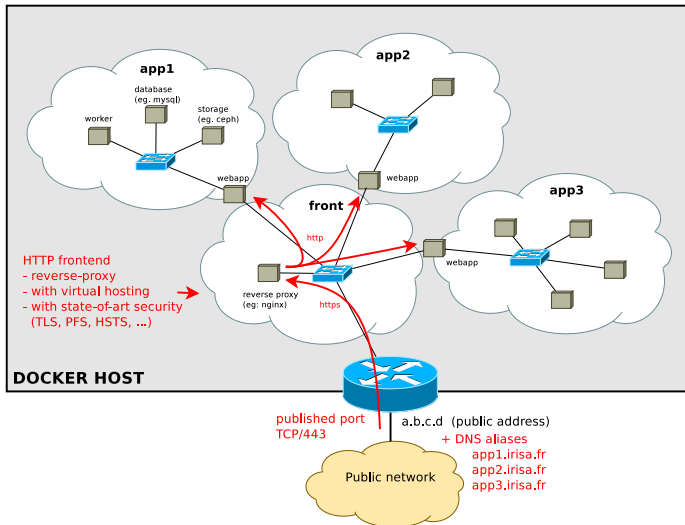 app1
database
(eg. mysql)
storage
(eg. ceph)
worker
webapp
app2
webapp
app3
webapp
front
http
HTTP frontend
- reverse-proxy
- with virtual hosting
- with state-of-art security
(TLS, PFS, HSTS, ...)
reverse proxy
(eg: nginx)
https
DOCKER HOST
published port
TCP/443
a.b.c.d (public address)
+ DNS aliases
app1.irisa.fr
app2.irisa.fr
app3.irisa.fr
Public network